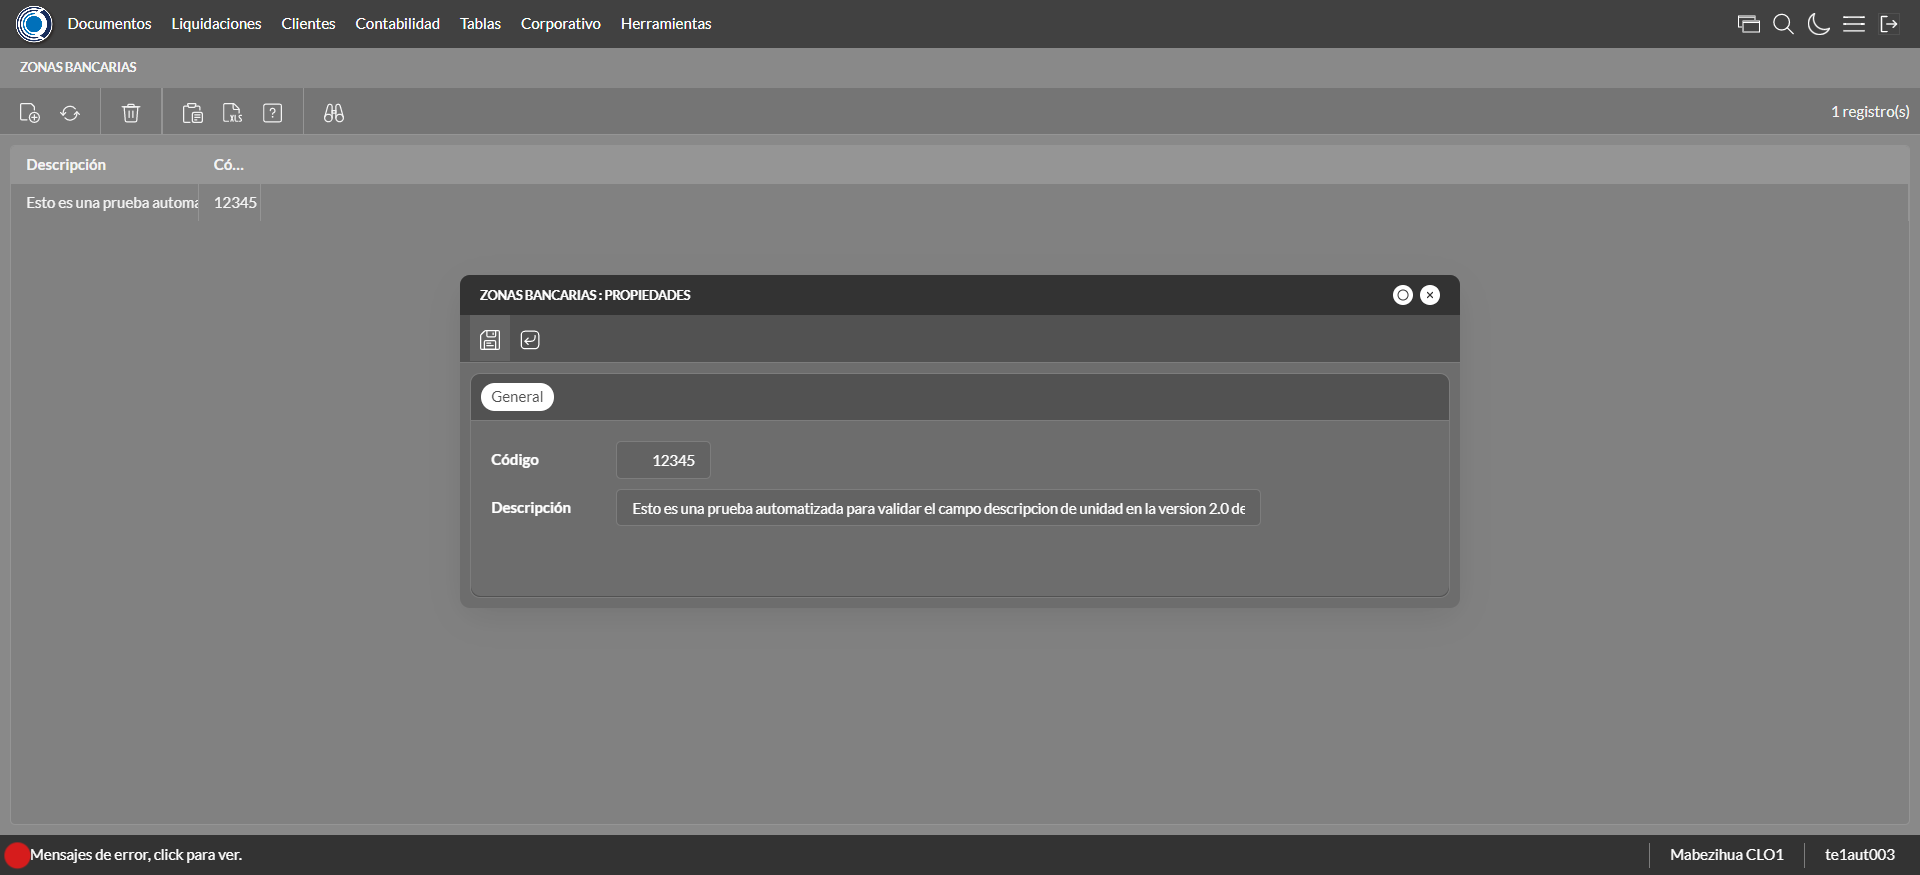 Documentos Liquidaciones Clientes Contabilidad Tablas Corporativo Herramientas
ZONAS BANCARIAS
XLS ? 1 registro(s)
Descripción Có...
Esto es una prueba automa 12345
ZONAS BANCARIAS : PROPIEDADES
General
Código 12345
Descripción Esto es una prueba automatizada para validar el campo descripcion de unidad en la version 2.0 de
Mensajes de error, click para ver. Mabezihua CLO1 te1aut003